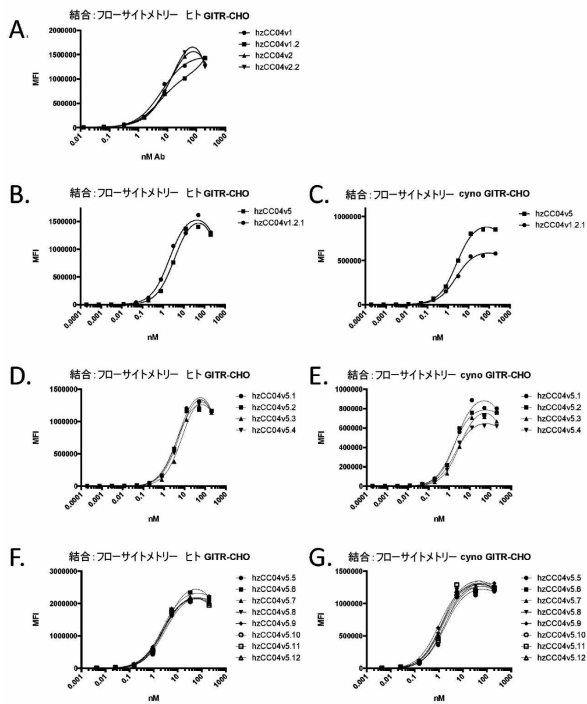 A.
結合：フローサイトメトリー ヒト GITR-CHO
MFI
2000000
1500000
1000000
500000
0
0.01 0.1 1 10 100 1000
nM Ab
hzCC04v1
hzCC04v1.2
hzCC04v2
hzCC04v2.2
B.
結合：フローサイトメトリー ヒト GITR-CHO
MFI
1500000
1000000
500000
0
0.0001 0.001 0.01 0.1 1 10 100 1000
nM
hzCC04v5
hzCC04v1.2.1
C.
結合：フローサイトメトリー cyno GITR-CHO
MFI
1000000
500000
0
0.0001 0.001 0.01 0.1 1 10 100 1000
nM
hzCC04v5
hzCC04v1.2.1
D.
結合：フローサイトメトリー ヒト GITR-CHO
MFI
1500000
1000000
500000
0
0.0001 0.001 0.01 0.1 1 10 100 1000
nM
hzCC04v5.1
hzCC04v5.2
hzCC04v5.3
hzCC04v5.4
E.
結合：フローサイトメトリー cyno GITR-CHO
MFI
1000000
800000
600000
400000
200000
0
0.0001 0.001 0.01 0.1 1 10 100 1000
nM
hzCC04v5.1
hzCC04v5.2
hzCC04v5.3
hzCC04v5.4
F.
結合：フローサイトメトリー ヒト GITR-CHO
MFI
3000000
2000000
1000000
0
0.001 0.01 0.1 1 10 100 1000
nM
hzCC04v5.5
hzCC04v5.6
hzCC04v5.7
hzCC04v5.8
hzCC04v5.9
hzCC04v5.10
hzCC04v5.11
hzCC04v5.12
G.
結合：フローサイトメトリー cyno GITR-CHO
MFI
1500000
1000000
500000
0
0.001 0.01 0.1 1 10 100 1000
nM
hzCC04v5.5
hzCC04v5.6
hzCC04v5.7
hzCC04v5.8
hzCC04v5.9
hzCC04v5.10
hzCC04v5.11
hzCC04v5.12